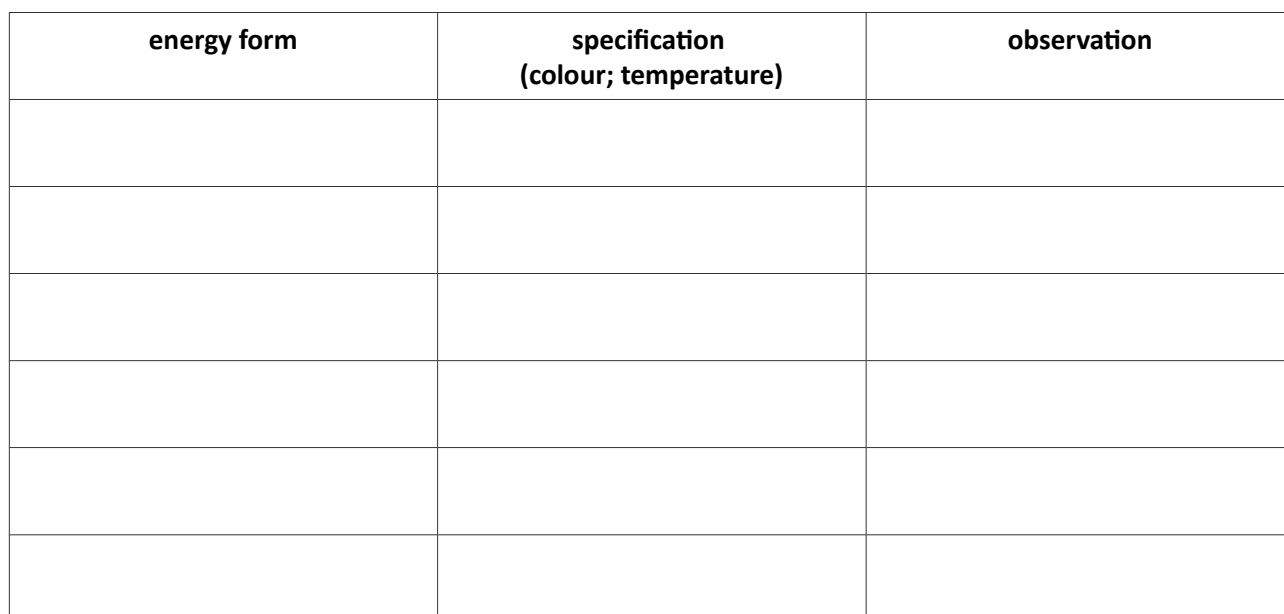 energy form
specification
(colour; temperature)
observation